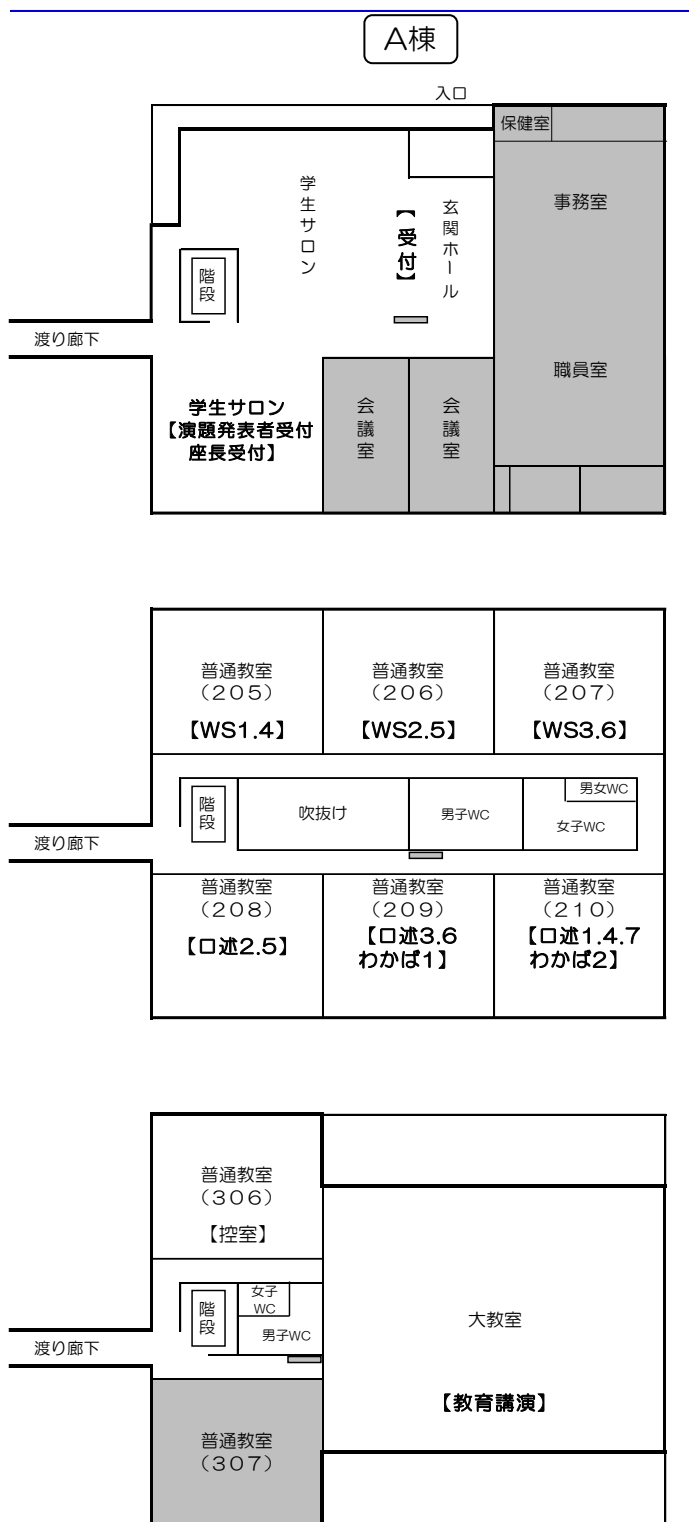 A棟
入口
保健室
事務室
学生サロン
【受付】
玄関ホール
階段
渡り廊下
職員室
学生サロン
【演題発表者受付
座長受付】
会議室
会議室
普通教室
（２０５）
【WS1.4】
普通教室
（２０６）
【WS2.5】
普通教室
（２０７）
【WS3.6】
階段
吹抜け
男子WC
男女WC
女子WC
渡り廊下
普通教室
（２０８）
【口述2.5】
普通教室
（２０９）
【口述3.6
わかば1】
普通教室
（２１０）
【口述1.4.7
わかば2】
普通教室
（３０６）
【控室】
階段
女子
WC
男子WC
渡り廊下
大教室
【教育講演】
普通教室
（３０７）